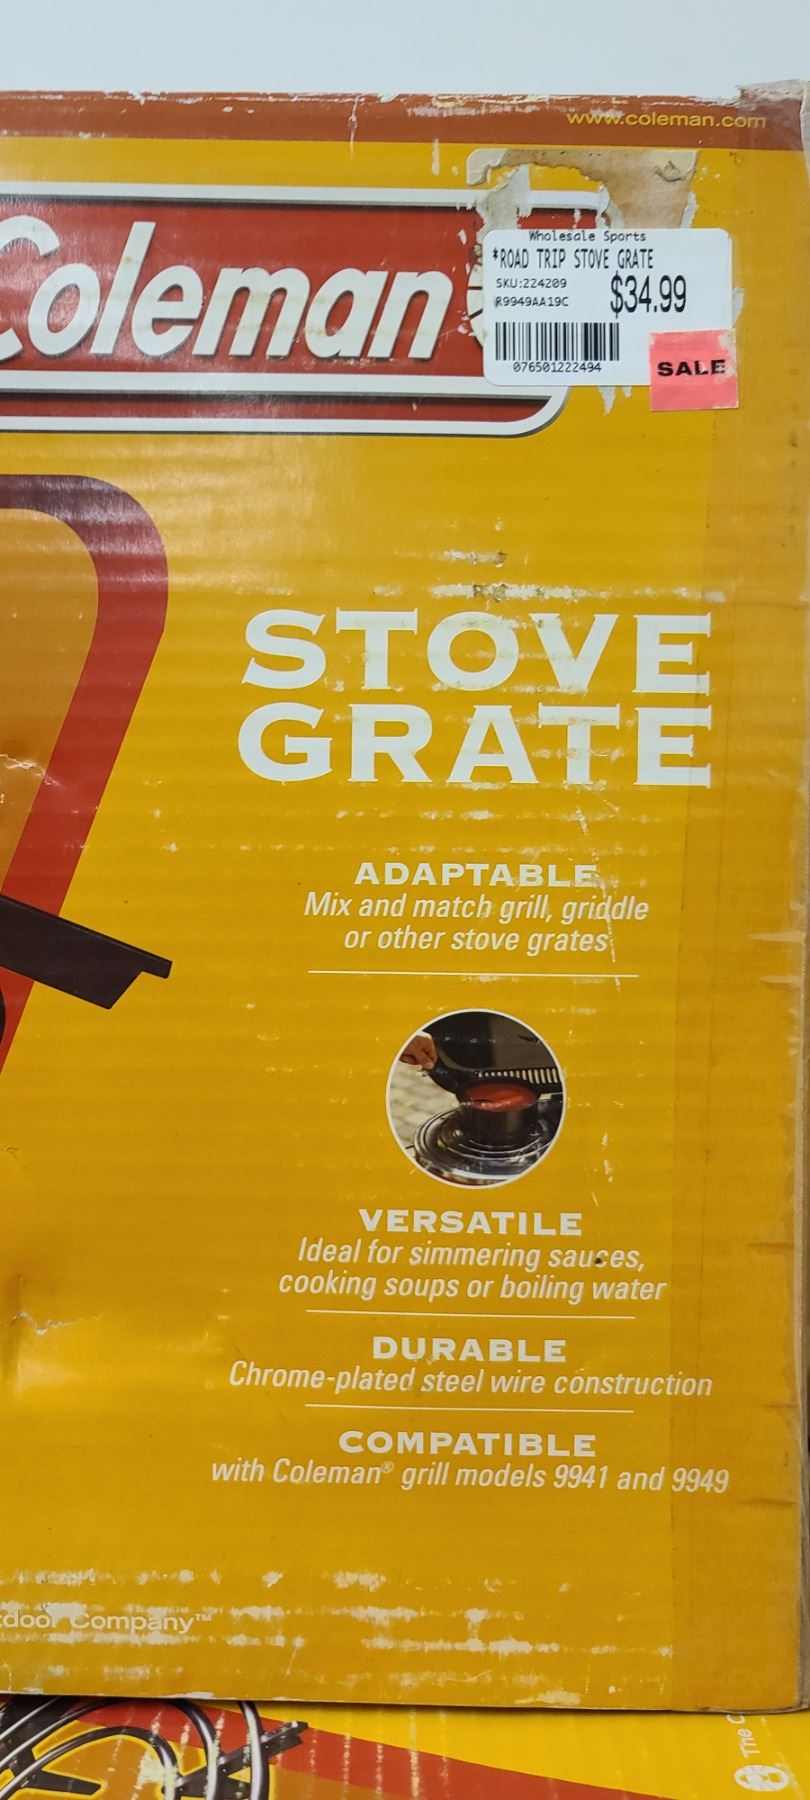 www.coleman.com
Coleman
Wholesale Sports
*ROAD TRIP STOVE GRATE
SKU:224209
R9949AA19C
$34.99
076501222494
SALE
STOVE
GRATE
ADAPTABLE
Mix and match grill, griddle
or other stove grates
VERSATILE
Ideal for simmering sauces,
cooking soups or boiling water
DURABLE
Chrome-plated steel wire construction
COMPATIBLE
with Coleman® grill models 9941 and 9949
Company™
The